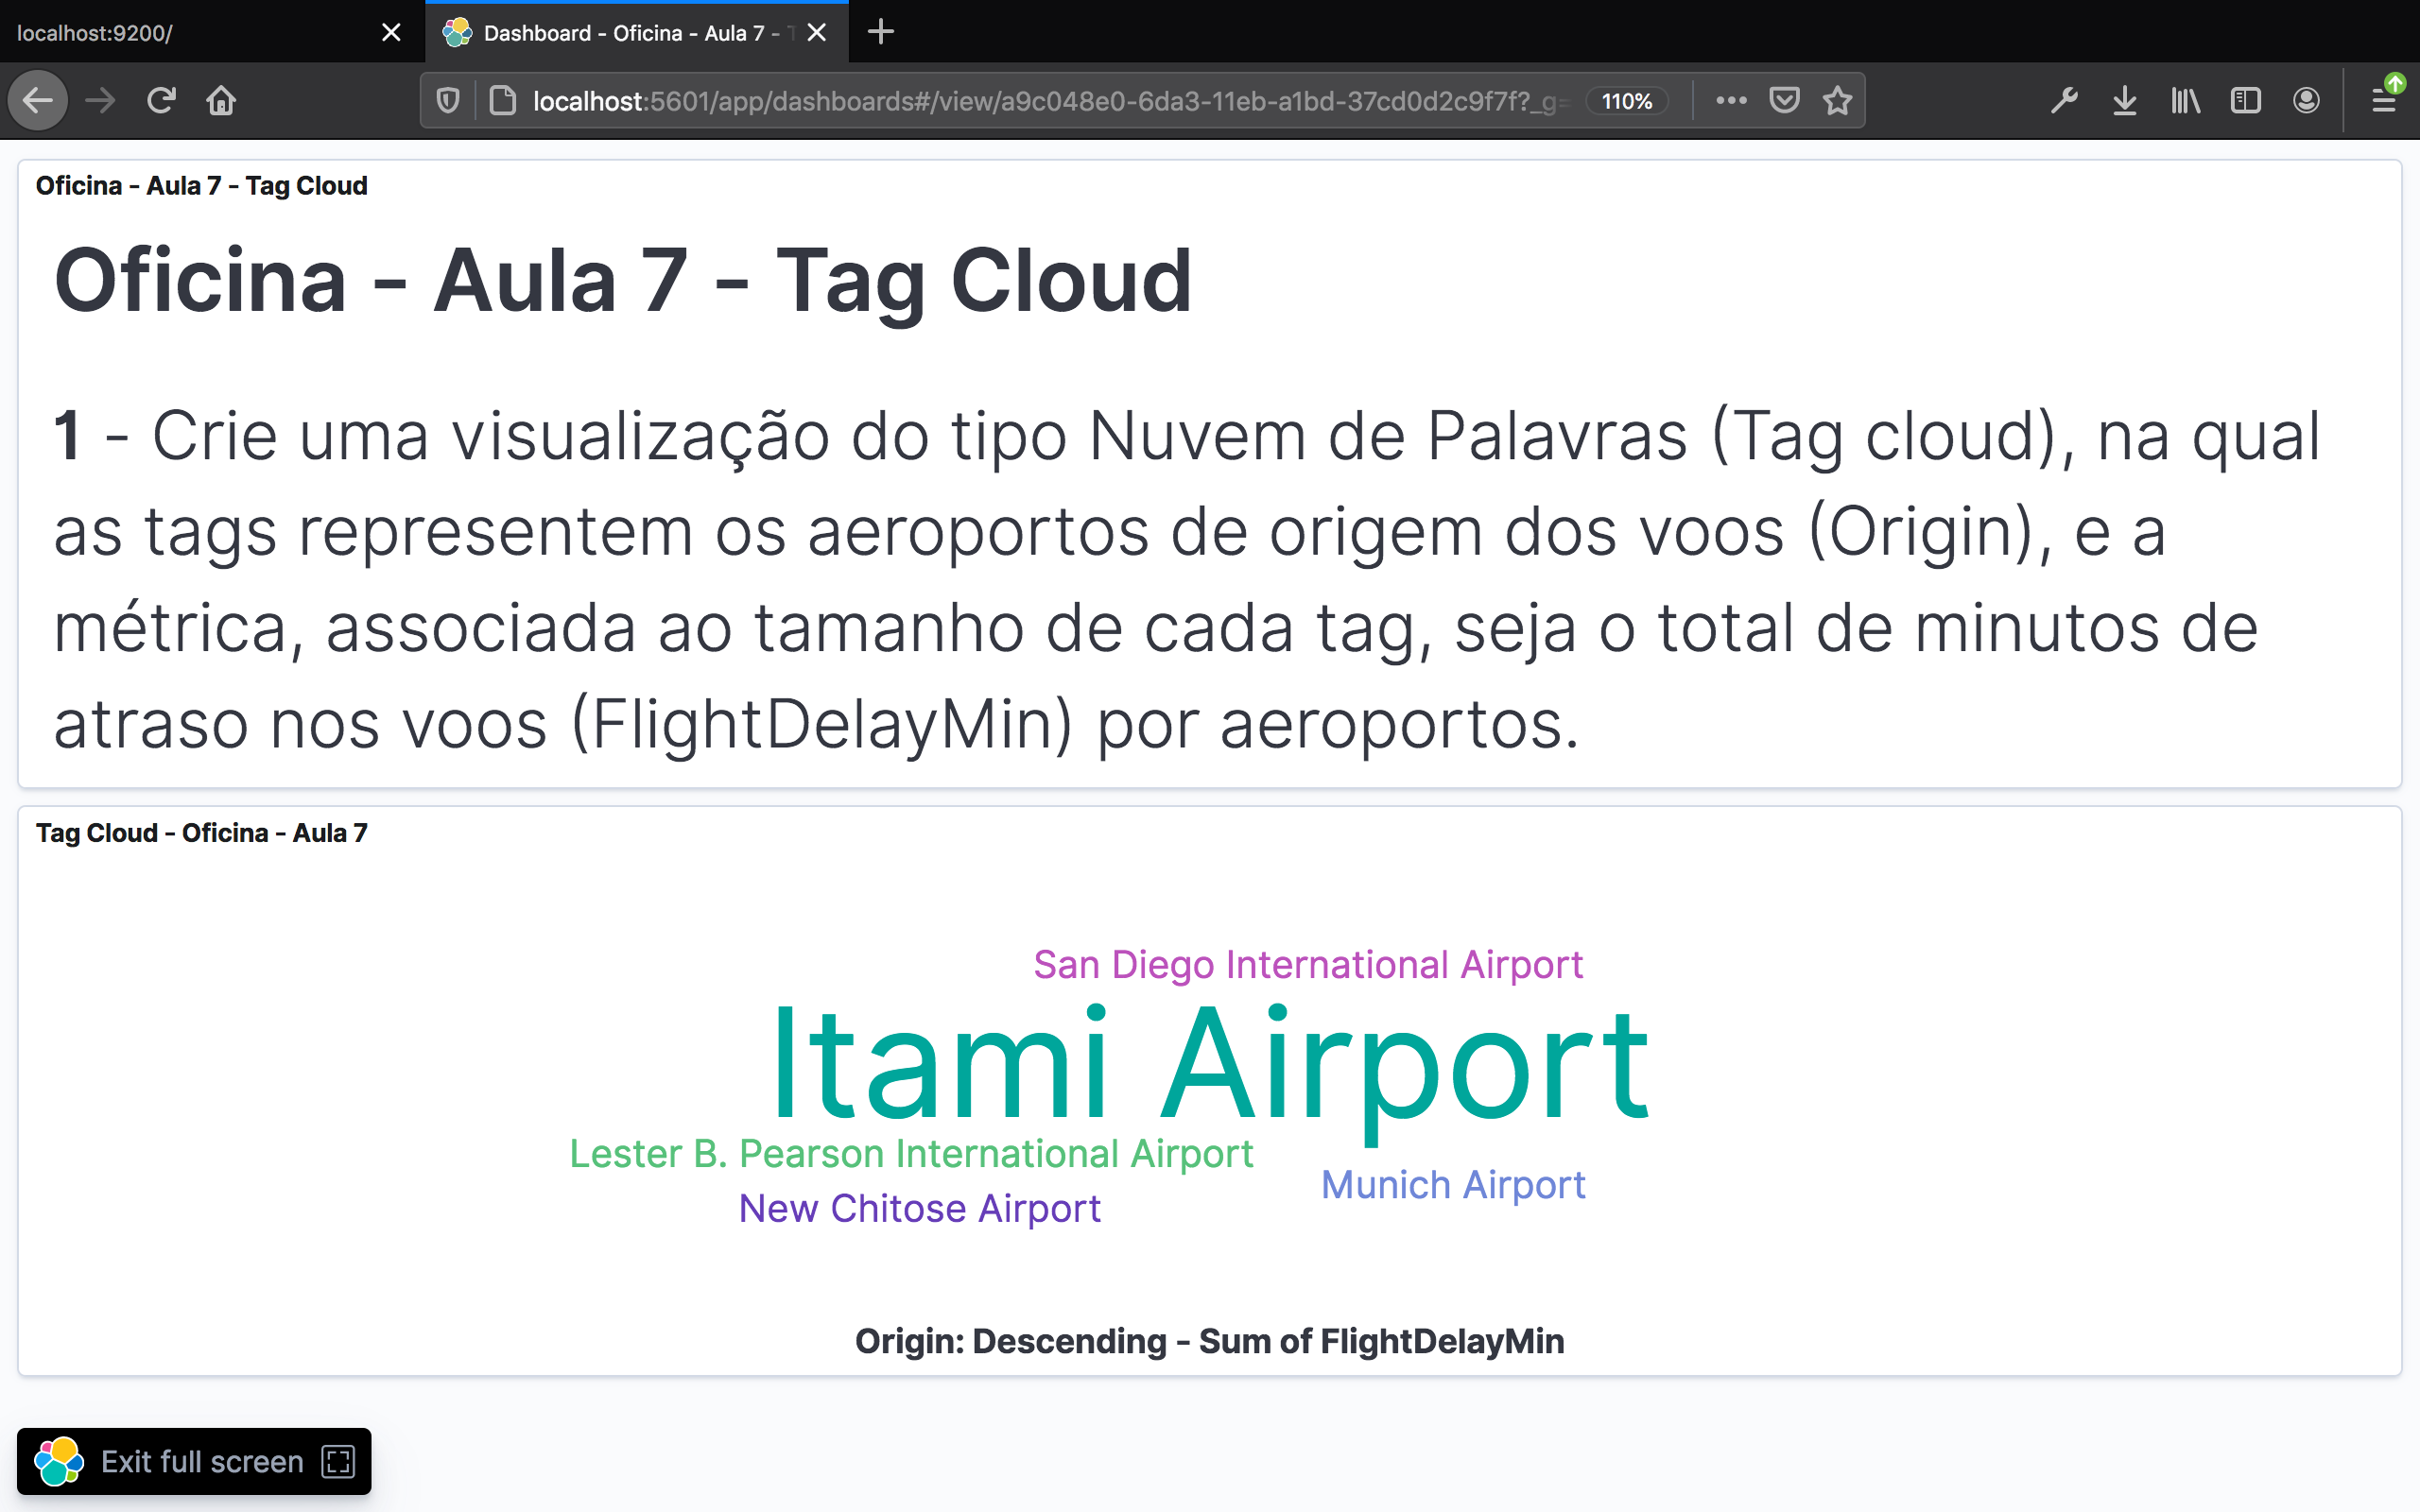 localhost:9200/
Dashboard - Oficina - Aula 7 -
localhost:5601/app/dashboards#/view/a9c048e0-6da3-11eb-a1bd-37cd0d2c9f7f?_g=
110%
Oficina - Aula 7 - Tag Cloud
Oficina - Aula 7 - Tag Cloud
1 - Crie uma visualização do tipo Nuvem de Palavras (Tag cloud), na qual
as tags representem os aeroportos de origem dos voos (Origin), e a
métrica, associada ao tamanho de cada tag, seja o total de minutos de
atraso nos voos (FlightDelayMin) por aeroportos.
Tag Cloud - Oficina - Aula 7
San Diego International Airport
Itami Airport
Lester B. Pearson International Airport
Munich Airport
New Chitose Airport
Origin: Descending - Sum of FlightDelayMin
Exit full screen